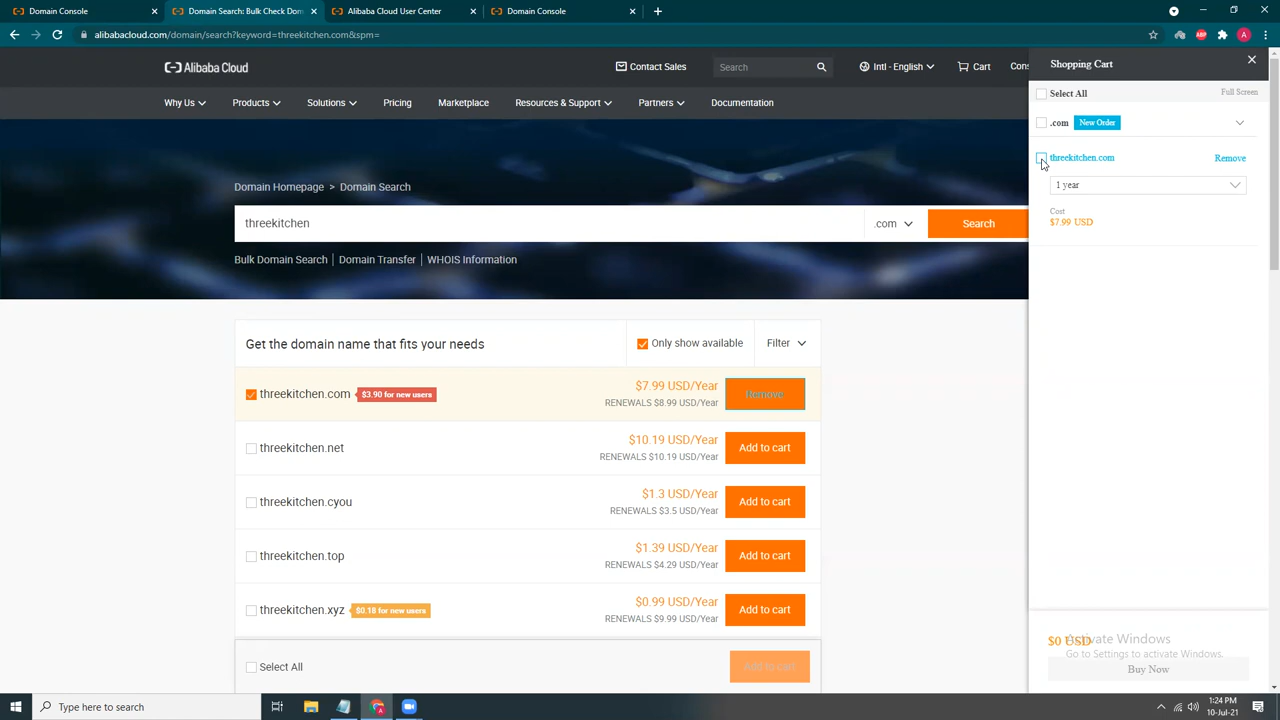 Domain Console
Domain Search: Bulk Check Dom
Alibaba Cloud User Center
Domain Console
alibabacloud.com/domain/search?keyword=threekitchen.com&spm=
ABP
A
Alibaba Cloud
Contact Sales
Search
Intl - English
Cart
Cons
Why Us
Products
Solutions
Pricing
Marketplace
Resources & Support
Partners
Documentation
Domain Homepage > Domain Search
threekitchen
.com
Search
Bulk Domain Search
Domain Transfer
WHOIS Information
Get the domain name that fits your needs
Only show available
Filter
threekitchen.com
$3.90 for new users
$7.99 USD/Year
RENEWALS $8.99 USD/Year
Remove
threekitchen.net
$10.19 USD/Year
RENEWALS $10.19 USD/Year
Add to cart
threekitchen.cyou
$1.3 USD/Year
RENEWALS $3.5 USD/Year
Add to cart
threekitchen.top
$1.39 USD/Year
RENEWALS $4.29 USD/Year
Add to cart
threekitchen.xyz
$0.18 for new users
$0.99 USD/Year
RENEWALS $9.99 USD/Year
Add to cart
Select All
Add to cart
Shopping Cart
Select All
Full Screen
.com
New Order
threekitchen.com
Remove
1 year
Cost
$7.99 USD
$0 USD
Activate Windows
Go to Settings to activate Windows.
Buy Now
Type here to search
1:24 PM
10-Jul-21